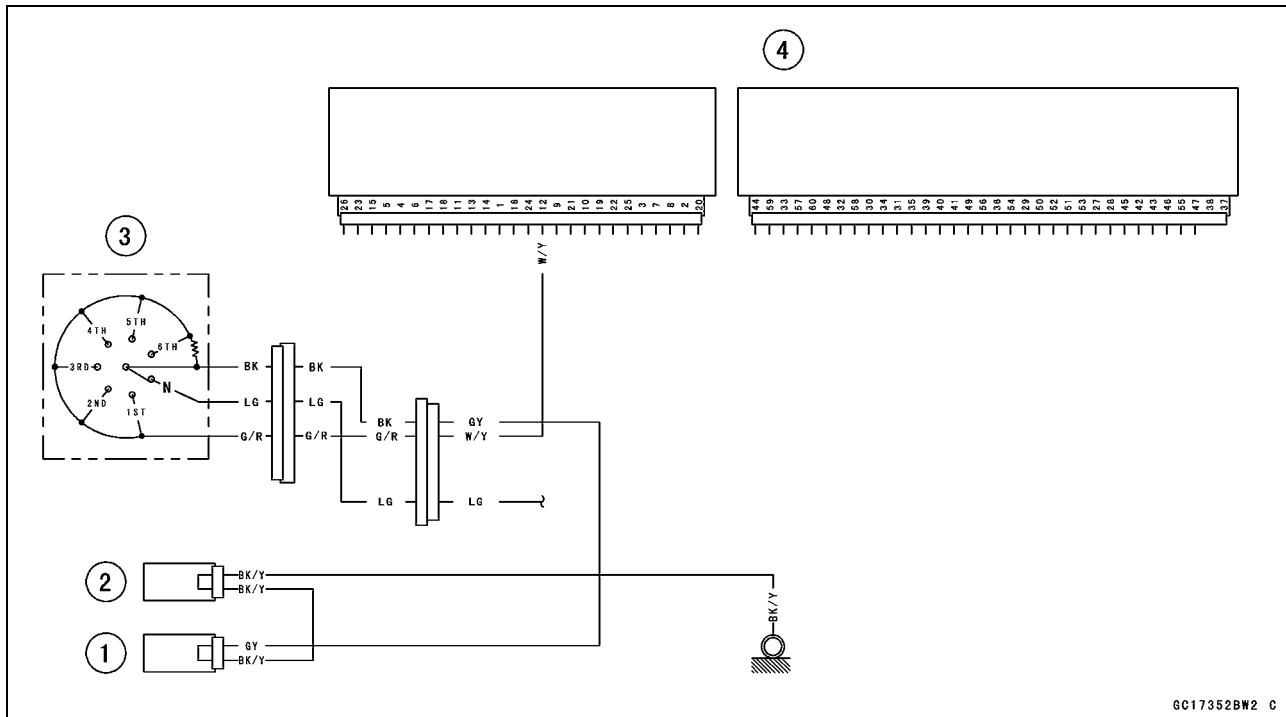 4
26 23 15 5 4 6 17 18 11 13 14 1 16 24 12 9 21 10 19 22 25 3 7 8 2 20
44 59 33 57 60 48 32 58 30 34 31 35 39 40 41 49 56 36 54 29 50 52 51 53 27 28 45 42 43 46 55 47 38 37
3
W/Y
5TH
4TH
6TH
3RD
N
2ND
1ST
BK BK
LG LG
G/R G/R
BK GY
G/R W/Y
LG LG
2
BK/Y
BK/Y
BK/Y
1
GY
BK/Y
GC17352BW2 C